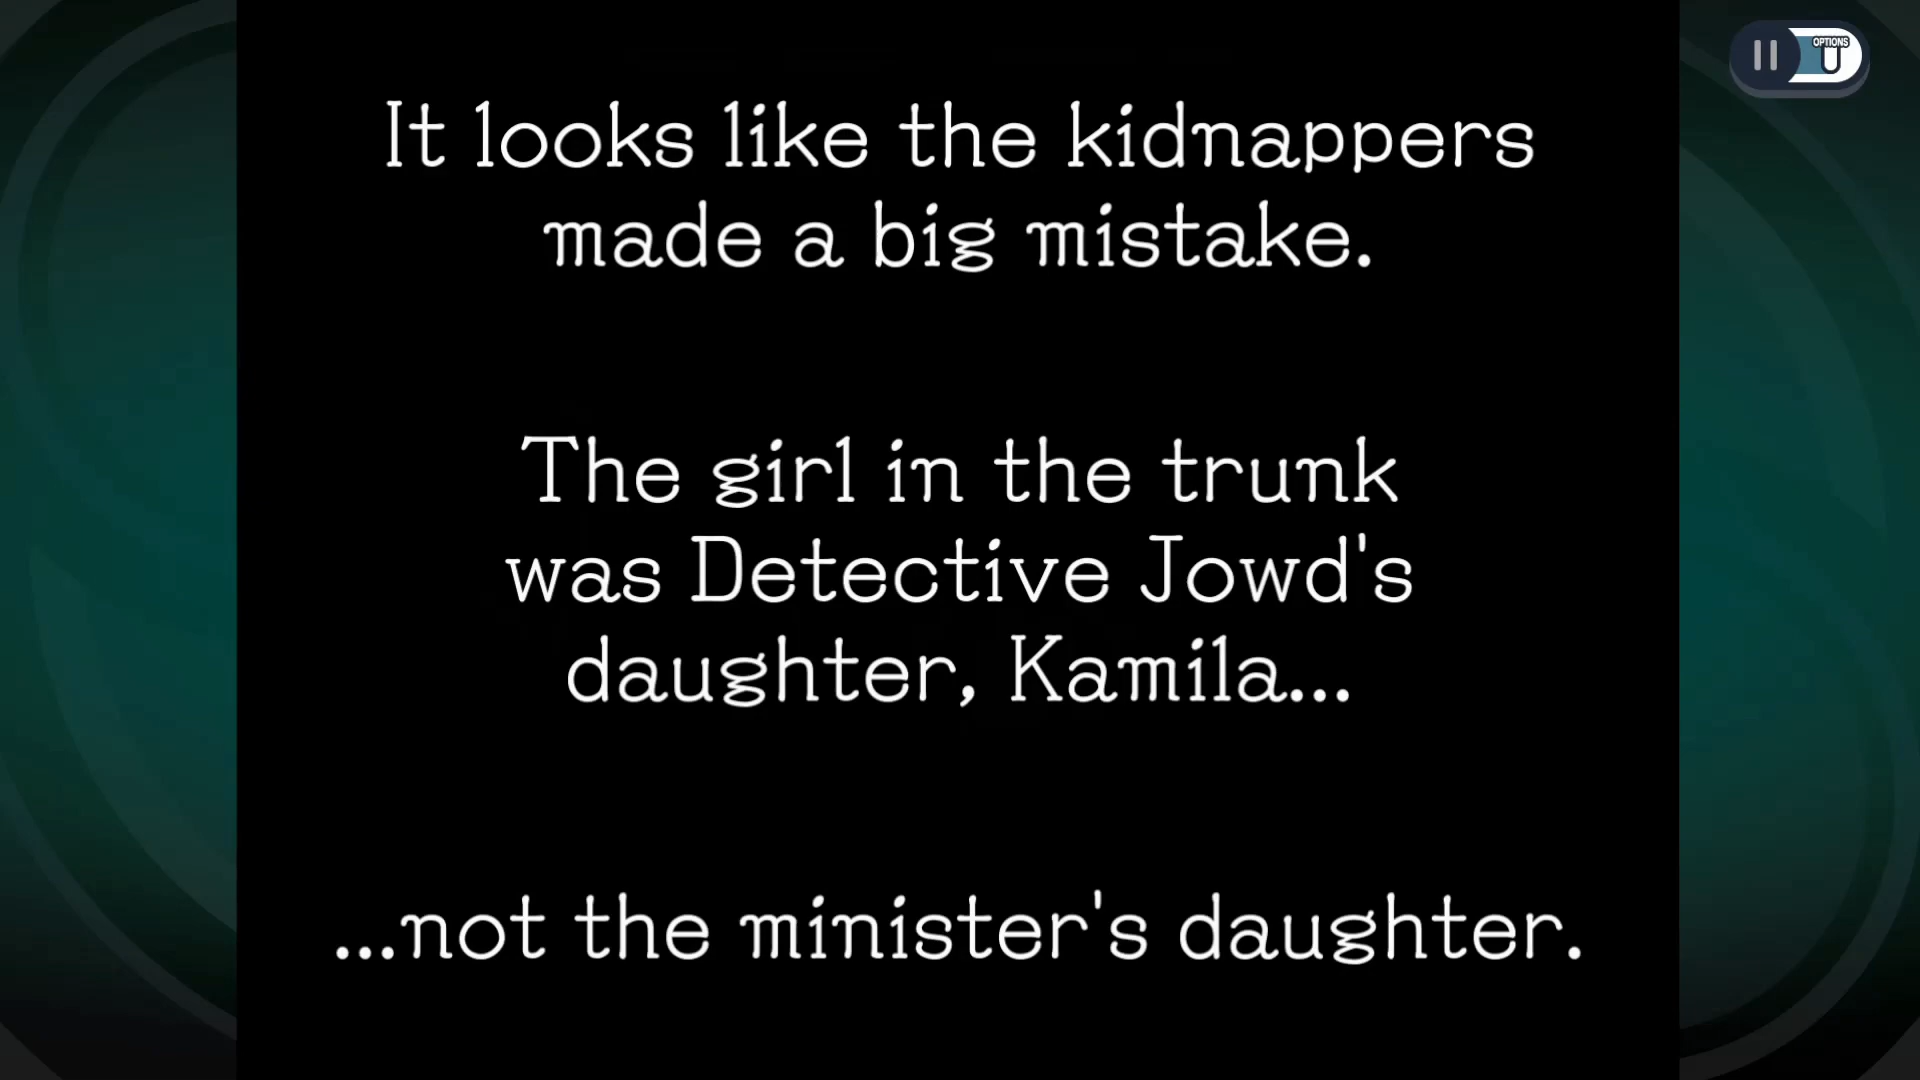 OPTIONS
It looks like the kidnappers
made a big mistake.
The girl in the trunk
was Detective Jowd's
daughter, Kamila...
...not the minister's daughter.